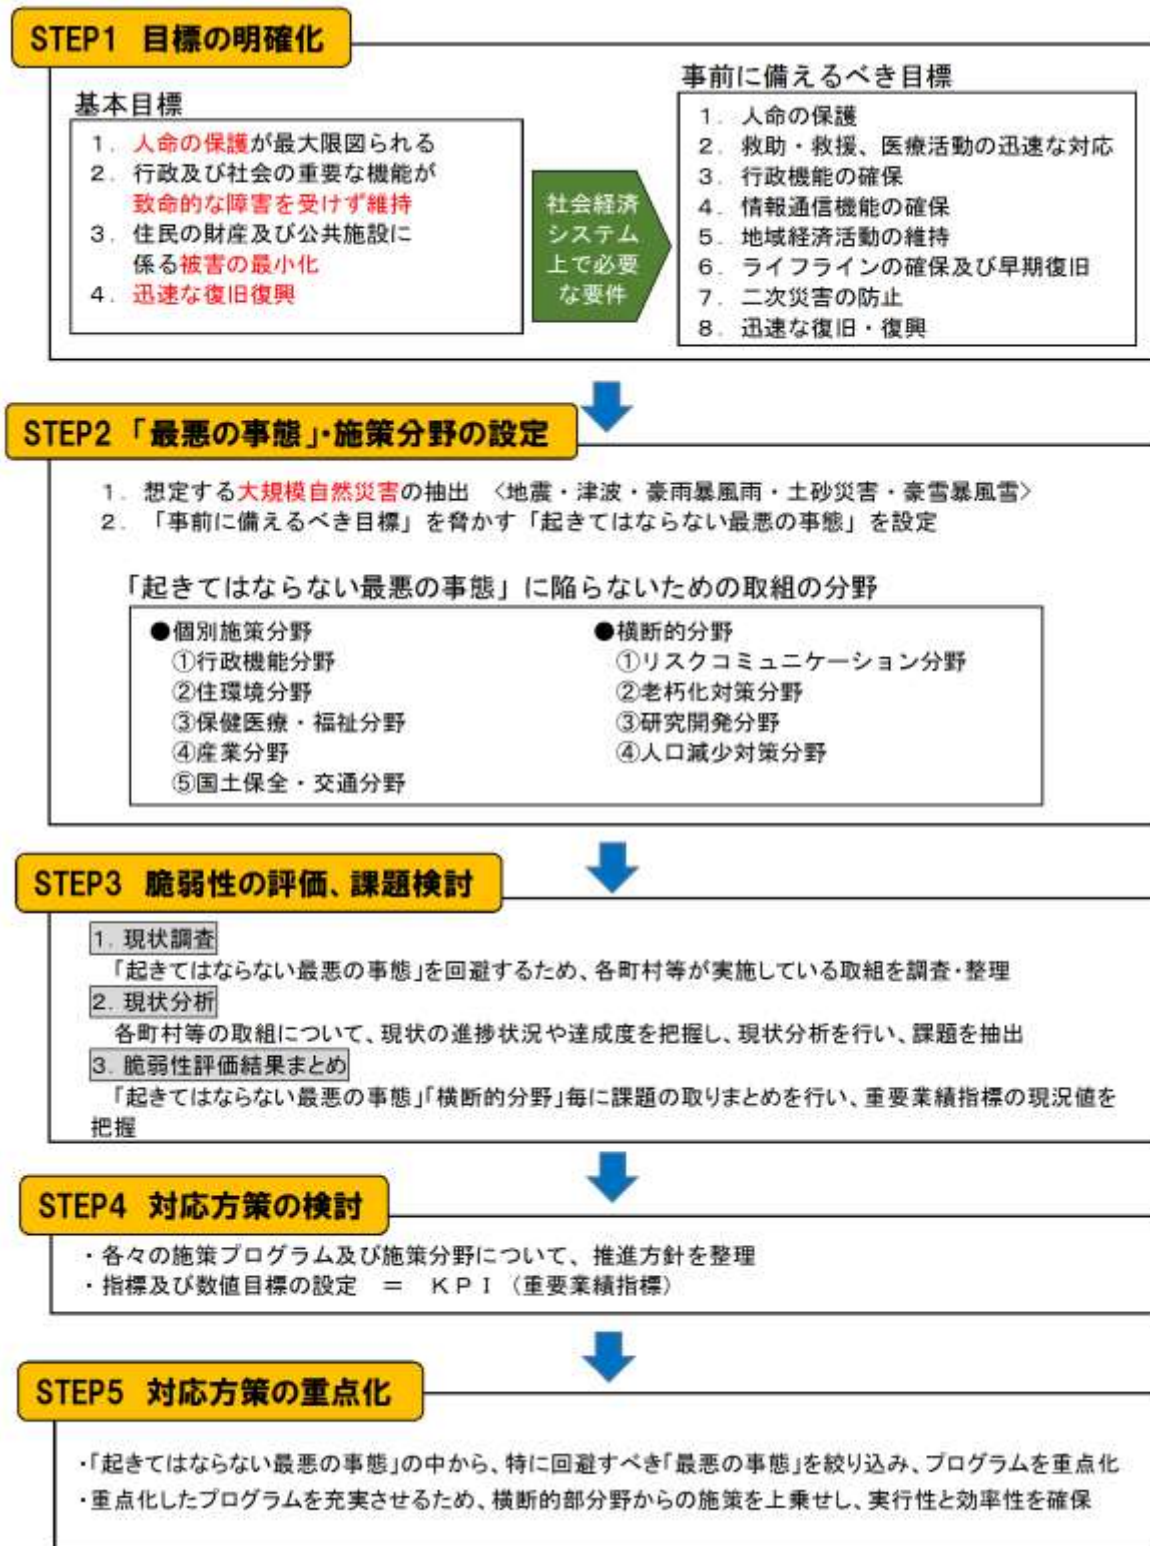 STEP1 目標の明確化
基本目標
1. 人命の保護が最大限図られる
2. 行政及び社会の重要な機能が
致命的な障害を受けず維持
3. 住民の財産及び公共施設に
係る被害の最小化
4. 迅速な復旧復興
社会経済
システム
上で必要
な要件
事前に備えるべき目標
1. 人命の保護
2. 救助・救援、医療活動の迅速な対応
3. 行政機能の確保
4. 情報通信機能の確保
5. 地域経済活動の維持
6. ライフラインの確保及び早期復旧
7. 二次災害の防止
8. 迅速な復旧・復興
STEP2 「最悪の事態」・施策分野の設定
1. 想定する大規模自然災害の抽出 〈地震・津波・豪雨暴風雨・土砂災害・豪雪暴風雪〉
2. 「事前に備えるべき目標」を脅かす「起きてはならない最悪の事態」を設定
「起きてはならない最悪の事態」に陥らないための取組の分野
●個別施策分野
①行政機能分野
②住環境分野
③保健医療・福祉分野
④産業分野
⑤国土保全・交通分野
●横断的分野
①リスクコミュニケーション分野
②老朽化対策分野
③研究開発分野
④人口減少対策分野
STEP3 脆弱性の評価、課題検討
1. 現状調査
「起きてはならない最悪の事態」を回避するため、各町村等が実施している取組を調査・整理
2. 現状分析
各町村等の取組について、現状の進捗状況や達成度を把握し、現状分析を行い、課題を抽出
3. 脆弱性評価結果まとめ
「起きてはならない最悪の事態」「横断的分野」毎に課題の取りまとめを行い、重要業績指標の現況値を
把握
STEP4 対応方策の検討
・各々の施策プログラム及び施策分野について、推進方針を整理
・指標及び数値目標の設定 ＝ ＫＰＩ（重要業績指標）
STEP5 対応方策の重点化
・「起きてはならない最悪の事態」の中から、特に回避すべき「最悪の事態」を絞り込み、プログラムを重点化
・重点化したプログラムを充実させるため、横断的部分野からの施策を上乗せし、実行性と効率性を確保